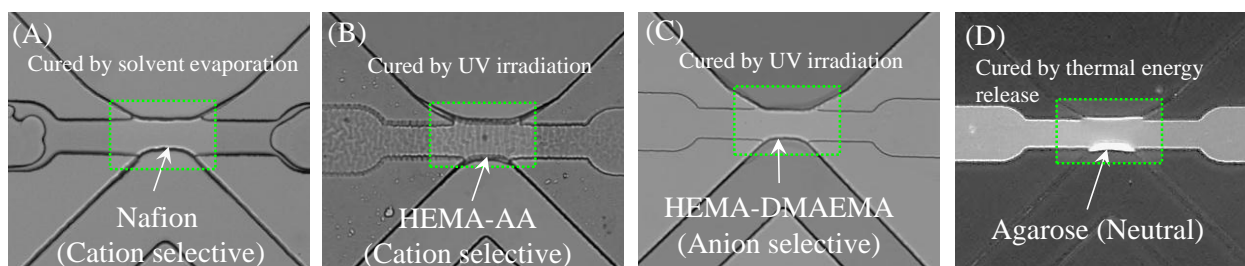 (A)
Cured by solvent evaporation
Nafion
(Cation selective)
(B)
Cured by UV irradiation
HEMA-AA
(Cation selective)
(C)
Cured by UV irradiation
HEMA-DMAEMA
(Anion selective)
(D)
Cured by thermal energy
release
Agarose (Neutral)